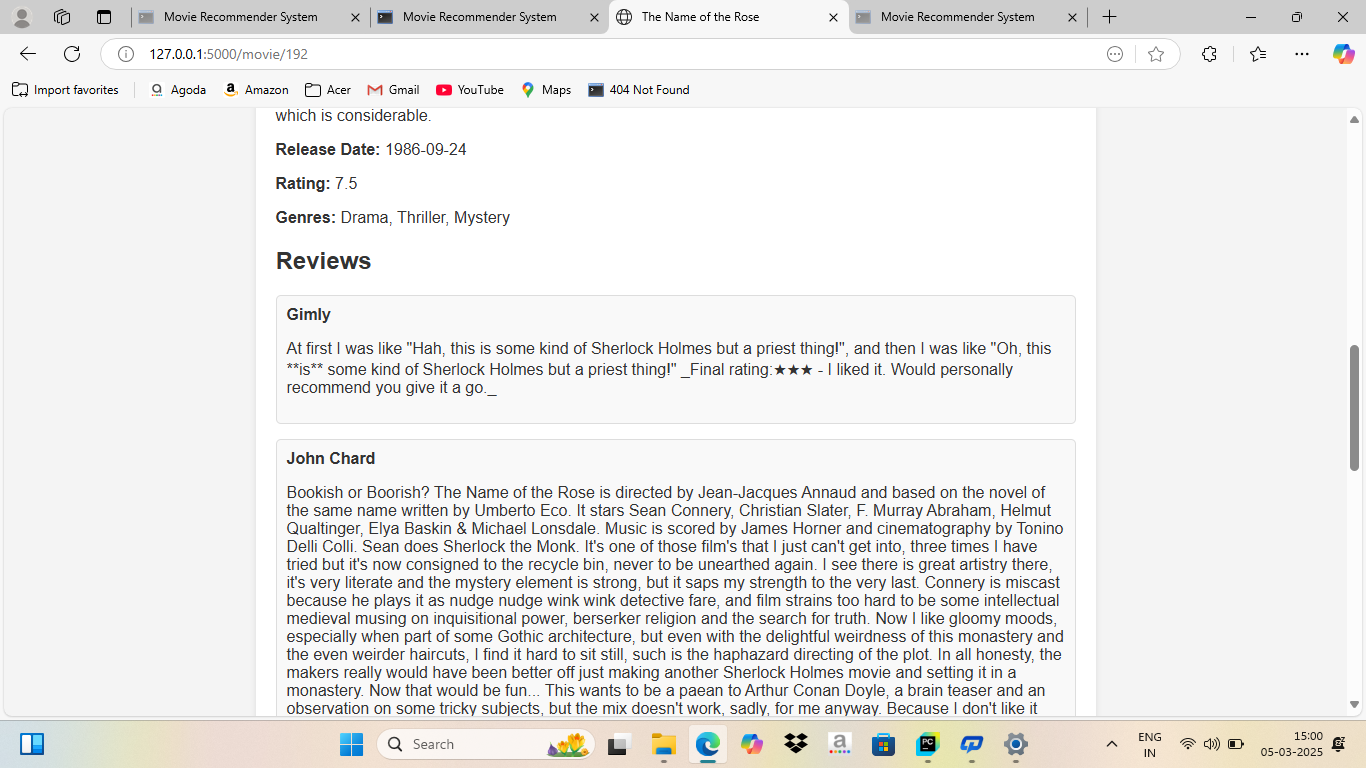 Movie Recommender System
Movie Recommender System
The Name of the Rose
Movie Recommender System
127.0.0.1:5000/movie/192
Import favorites
Agoda
Amazon
Acer
Gmail
YouTube
Maps
404 Not Found
which is considerable.
Release Date: 1986-09-24
Rating: 7.5
Genres: Drama, Thriller, Mystery
Reviews
Gimly
At first I was like "Hah, this is some kind of Sherlock Holmes but a priest thing!", and then I was like "Oh, this
**is** some kind of Sherlock Holmes but a priest thing!" _Final rating:★★★ - I liked it. Would personally
recommend you give it a go._
John Chard
Bookish or Boorish? The Name of the Rose is directed by Jean-Jacques Annaud and based on the novel of
the same name written by Umberto Eco. It stars Sean Connery, Christian Slater, F. Murray Abraham, Helmut
Qualtinger, Elya Baskin & Michael Lonsdale. Music is scored by James Horner and cinematography by Tonino
Delli Colli. Sean does Sherlock the Monk. It's one of those film's that I just can't get into, three times I have
tried but it's now consigned to the recycle bin, never to be unearthed again. I see there is great artistry there,
it's very literate and the mystery element is strong, but it saps my strength to the very last. Connery is miscast
because he plays it as nudge nudge wink wink detective fare, and film strains too hard to be some intellectual
medieval musing on inquisitional power, berserker religion and the search for truth. Now I like gloomy moods,
especially when part of some Gothic architecture, but even with the delightful weirdness of this monastery and
the even weirder haircuts, I find it hard to sit still, such is the haphazard directing of the plot. In all honesty, the
makers really would have been better off just making another Sherlock Holmes movie and setting it in a
monastery. Now that would be fun... This wants to be a paean to Arthur Conan Doyle, a brain teaser and an
observation on some tricky subjects, but the mix doesn't work, sadly, for me anyway. Because I don't like it
Search
ENG
IN
15:00
05-03-2025